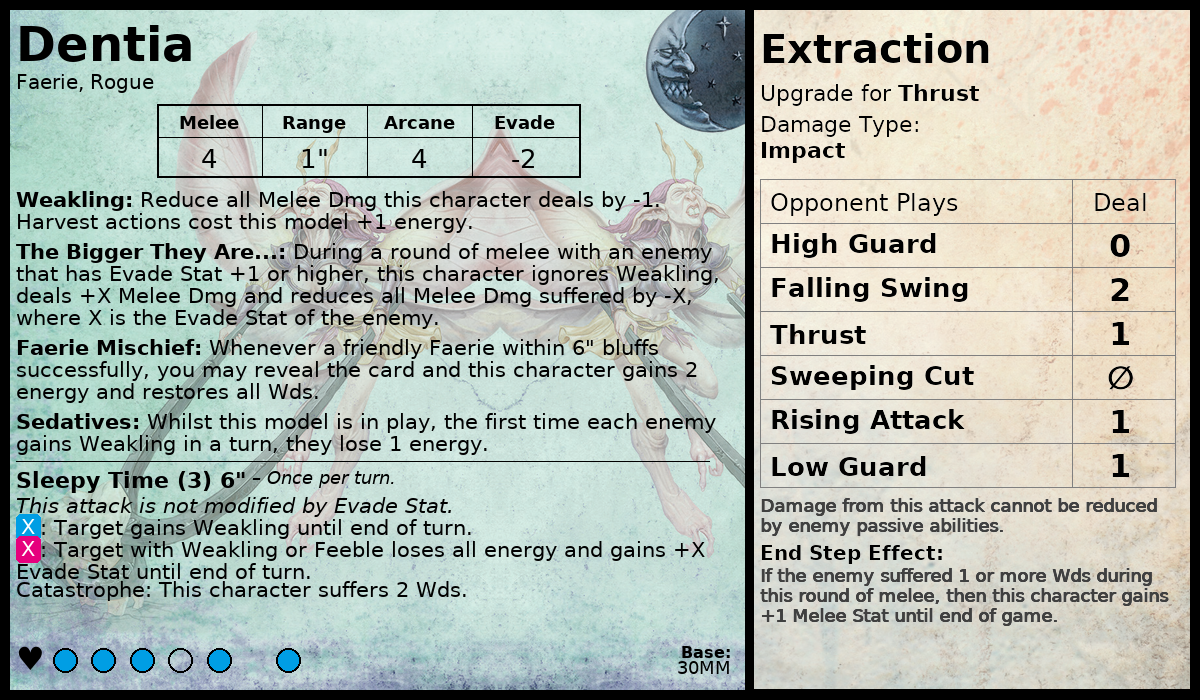 Dentia
Faerie, Rogue
Melee Range Arcane Evade
4 1" 4 -2
Weakling: Reduce all Melee Dmg this character deals by -1.
Harvest actions cost this model +1 energy.
The Bigger They Are...: During a round of melee with an enemy
that has Evade Stat +1 or higher, this character ignores Weakling,
deals +X Melee Dmg and reduces all Melee Dmg suffered by -X,
where X is the Evade Stat of the enemy.
Faerie Mischief: Whenever a friendly Faerie within 6" bluffs
successfully, you may reveal the card and this character gains 2
energy and restores all Wds.
Sedatives: Whilst this model is in play, the first time each enemy
gains Weakling in a turn, they lose 1 energy.
Sleepy Time (3) 6" – Once per turn.
This attack is not modified by Evade Stat.
X: Target gains Weakling until end of turn.
X: Target with Weakling or Feeble loses all energy and gains +X
Evade Stat until end of turn.
Catastrophe: This character suffers 2 Wds.
Base:
30MM
Extraction
Upgrade for Thrust
Damage Type:
Impact
Opponent Plays Deal
High Guard 0
Falling Swing 2
Thrust 1
Sweeping Cut ∅
Rising Attack 1
Low Guard 1
Damage from this attack cannot be reduced
by enemy passive abilities.
End Step Effect:
If the enemy suffered 1 or more Wds during
this round of melee, then this character gains
+1 Melee Stat until end of game.